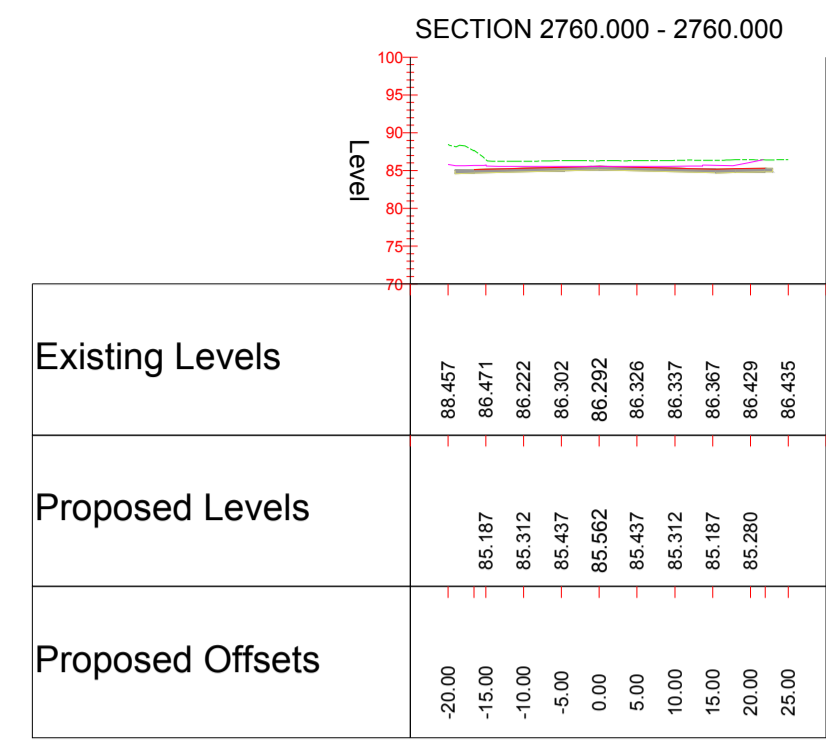 SECTION 2760.000 - 2760.000
100
95
90
85
80
75
70
Level
Existing Levels
88.457 86.471 86.222 86.302 86.292 86.326 86.337 86.367 86.429 86.435
Proposed Levels
85.187 85.312 85.437 85.562 85.437 85.312 85.187 85.280
Proposed Offsets
-20.00 -15.00 -10.00 -5.00 0.00 5.00 10.00 15.00 20.00 25.00